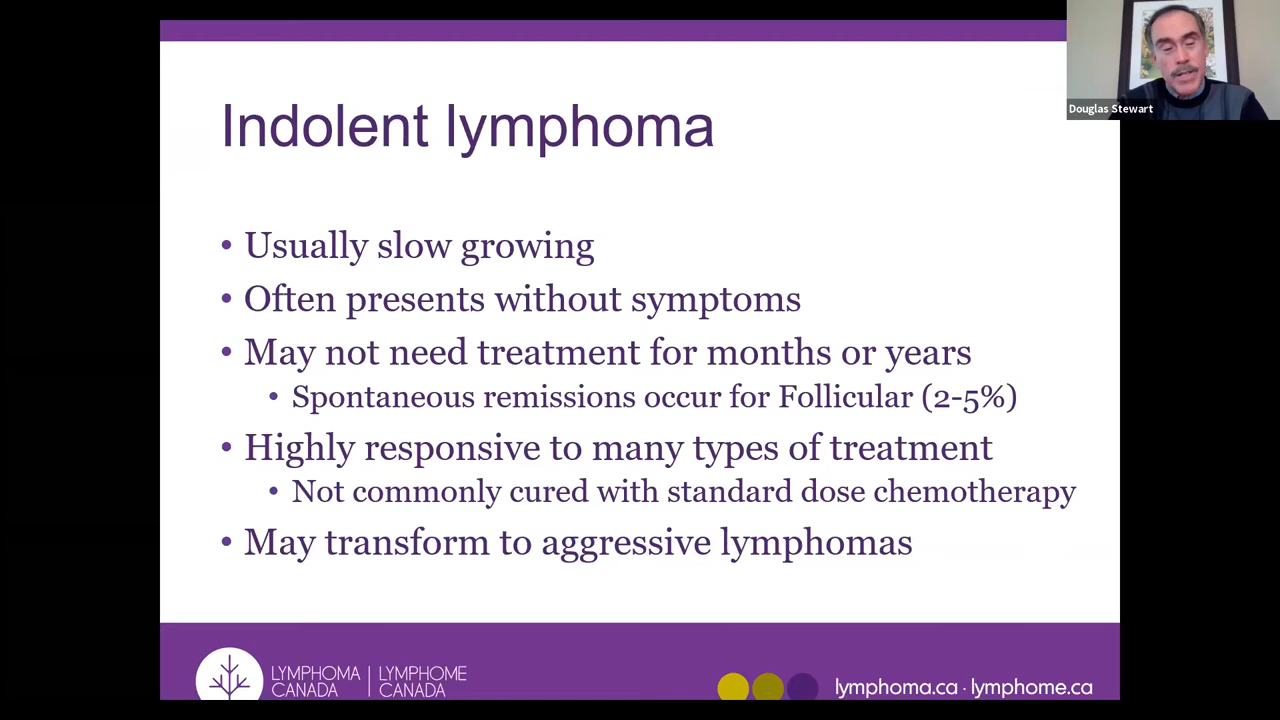 Douglas Stewart
Indolent lymphoma
• Usually slow growing
• Often presents without symptoms
• May not need treatment for months or years
• Spontaneous remissions occur for Follicular (2-5%)
• Highly responsive to many types of treatment
• Not commonly cured with standard dose chemotherapy
• May transform to aggressive lymphomas
LYMPHOMA CANADA | LYMPHOME CANADA
lymphoma.ca · lymphome.ca